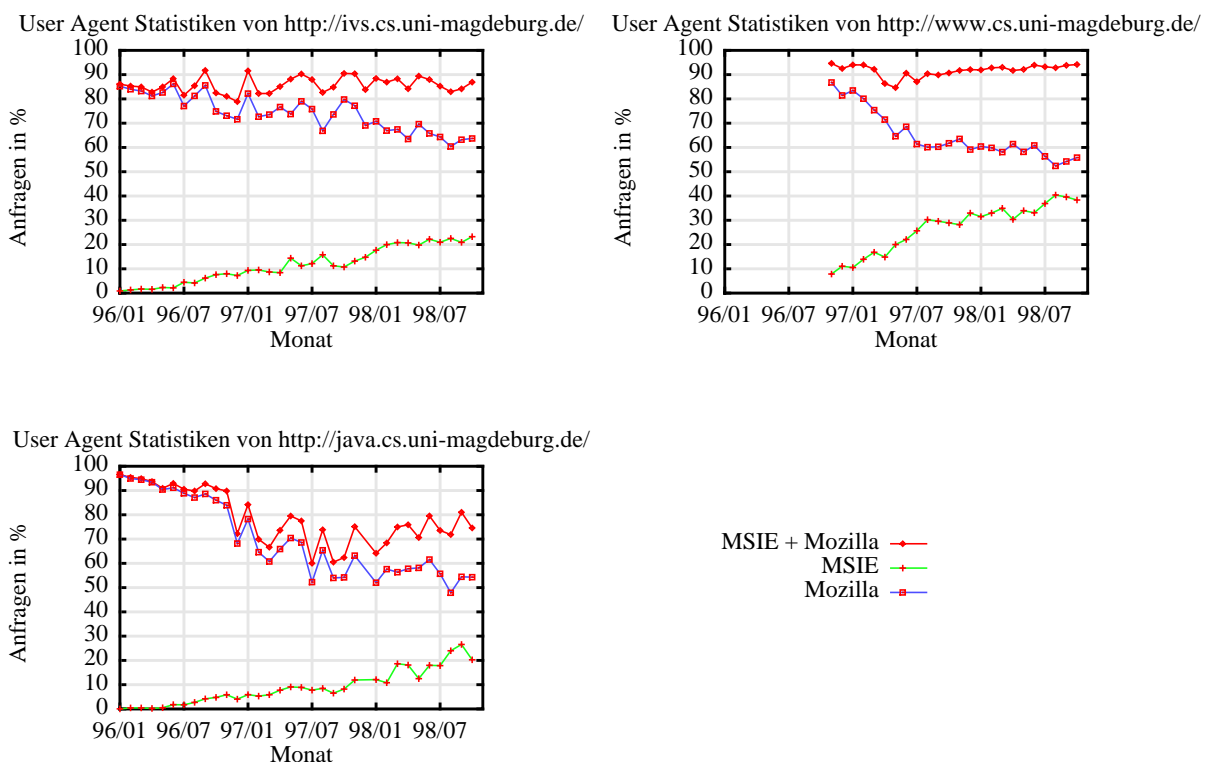 User Agent Statistiken von http://ivs.cs.uni-magdeburg.de/
100
90
80
70
60
50
40
30
20
10
0
Anfragen in %
96/01 96/07 97/01 97/07 98/01 98/07
Monat
User Agent Statistiken von http://www.cs.uni-magdeburg.de/
100
90
80
70
60
50
40
30
20
10
0
Anfragen in %
96/01 96/07 97/01 97/07 98/01 98/07
Monat
User Agent Statistiken von http://java.cs.uni-magdeburg.de/
100
90
80
70
60
50
40
30
20
10
0
Anfragen in %
96/01 96/07 97/01 97/07 98/01 98/07
Monat
MSIE + Mozilla
MSIE
Mozilla